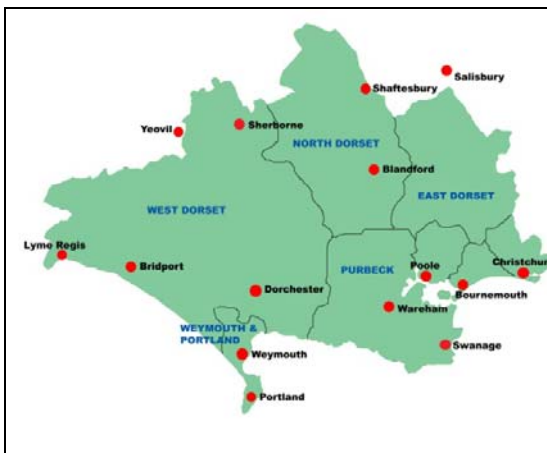 Salisbury
Shaftesbury
Yeovil
Sherborne
NORTH DORSET
Blandford
EAST DORSET
WEST DORSET
Lyme Regis
Bridport
PURBECK
Poole
Christchur
Dorchester
Bournemouth
Wareham
WEYMOUTH &
PORTLAND
Weymouth
Swanage
Portland